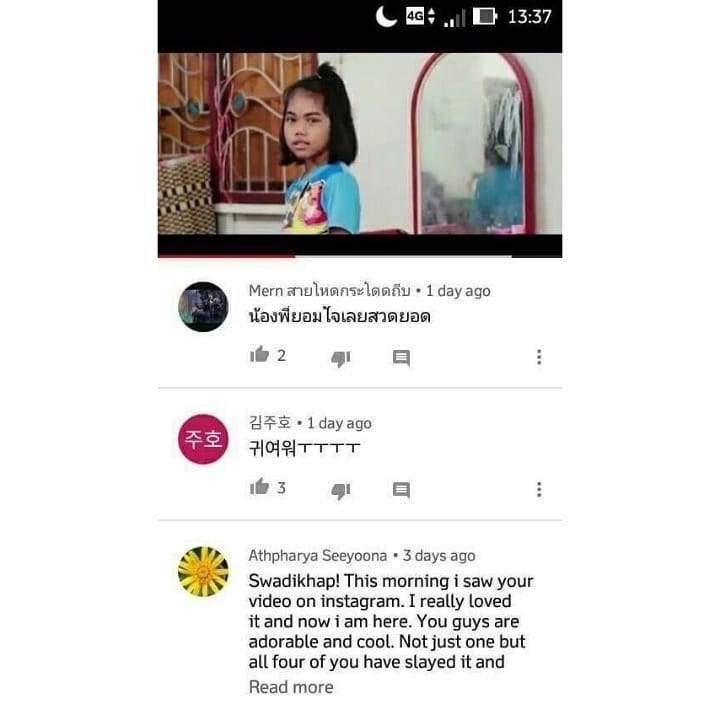 4G 13:37
Mern สายโหดกระโดดถีบ • 1 day ago
น้องพี่ยอมใจเลยสวดยอด
2
주호
김주호 • 1 day ago
귀여워ㅜㅜㅜㅜ
3
Athpharya Seeyoona • 3 days ago
Swadikhap! This morning i saw your
video on instagram. I really loved
it and now i am here. You guys are
adorable and cool. Not just one but
all four of you have slayed it and
Read more